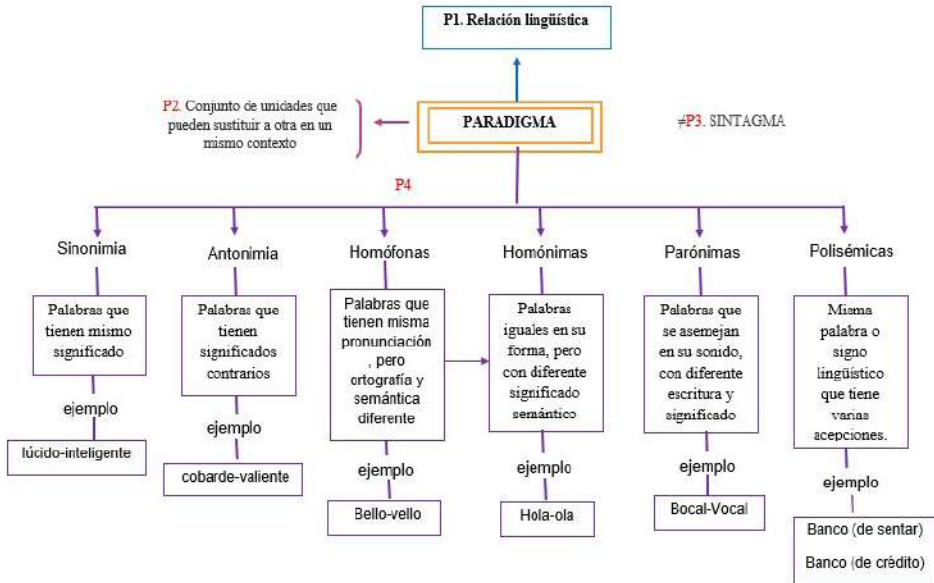 P1. Relación lingüística
P2. Conjunto de unidades que
pueden sustituir a otra en un
mismo contexto
PARADIGMA
≠P3. SINTAGMA
P4
Sinonimia
Antonimia
Homófonas
Homónimas
Parónimas
Polisémicas
Palabras que
tienen mismo
significado
Palabras que
tienen
significados
contrarios
Palabras que
tienen misma
pronunciación
, pero
ortografía y
semántica
diferente
Palabras
iguales en su
forma, pero
con diferente
significado
semántico
Palabras que
se asemejan
en su sonido,
con diferente
escritura y
significado
Misma
palabra o
signo
lingüístico
que tiene
varias
acepciones.
ejemplo
ejemplo
ejemplo
ejemplo
ejemplo
ejemplo
lúcido-inteligente
cobarde-valiente
Bello-vello
Hola-ola
Bocal-Vocal
Banco (de sentar)
Banco (de crédito)